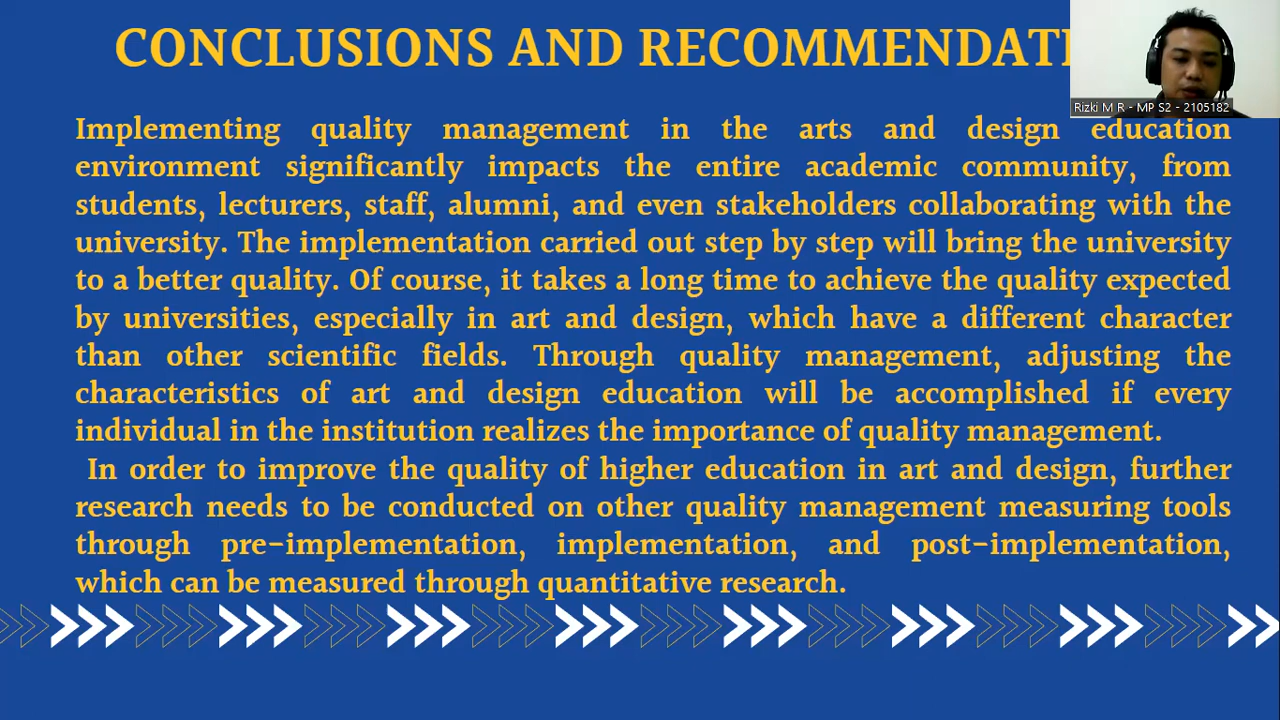 CONCLUSIONS AND RECOMMENDAT
Rizki M R - MP S2 - 2105182
Implementing quality management in the arts and design education
environment significantly impacts the entire academic community, from
students, lecturers, staff, alumni, and even stakeholders collaborating with the
university. The implementation carried out step by step will bring the university
to a better quality. Of course, it takes a long time to achieve the quality expected
by universities, especially in art and design, which have a different character
than other scientific fields. Through quality management, adjusting the
characteristics of art and design education will be accomplished if every
individual in the institution realizes the importance of quality management.
In order to improve the quality of higher education in art and design, further
research needs to be conducted on other quality management measuring tools
through pre-implementation, implementation, and post-implementation,
which can be measured through quantitative research.